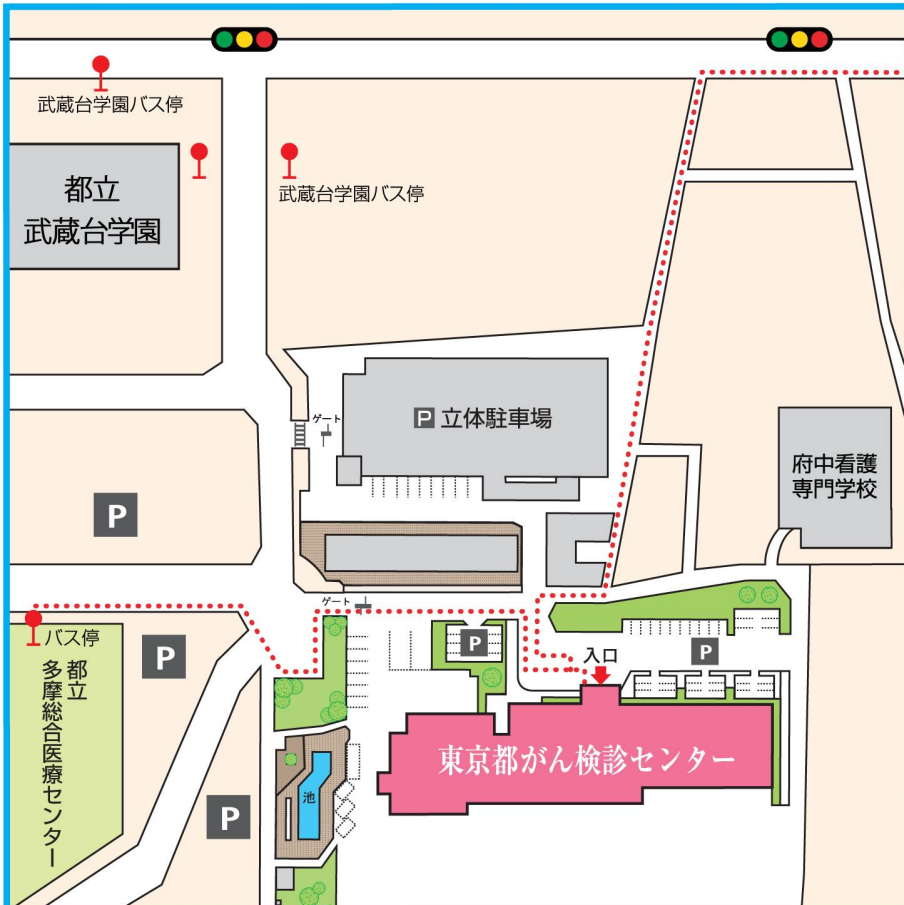 武蔵台学園バス停
都立
武蔵台学園
武蔵台学園バス停
ゲート
P 立体駐車場
府中看護
専門学校
P
ゲート
バス停
P
P
P
入口
都立
多摩総合医療センター
東京都がん検診センター
池
P